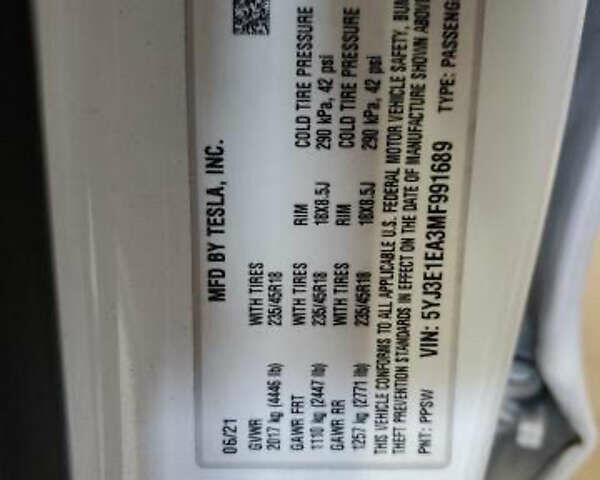 06/21 MFD BY TESLA, INC.
GVWR WITH TIRES RIM COLD TIRE PRESSURE
2017 kg (4446 lb) 235/45R18
GAWR FRT WITH TIRES RIM COLD TIRE PRESSURE
1110 kg (2447 lb) 235/45R18 18X8.5J 290 kPa, 42 psi
GAWR RR WITH TIRES RIM COLD TIRE PRESSURE
1257 kg (2771 lb) 235/45R18 18X8.5J 290 kPa, 42 psi
THIS VEHICLE CONFORMS TO ALL APPLICABLE U.S. FEDERAL MOTOR VEHICLE SAFETY,
THEFT PREVENTION STANDARDS IN EFFECT ON THE DATE OF MANUFACTURE SHOWN ABOVE
VIN: 5YJ3E1EA3MF991689
PNT: PPSW TYPE: PASSENG